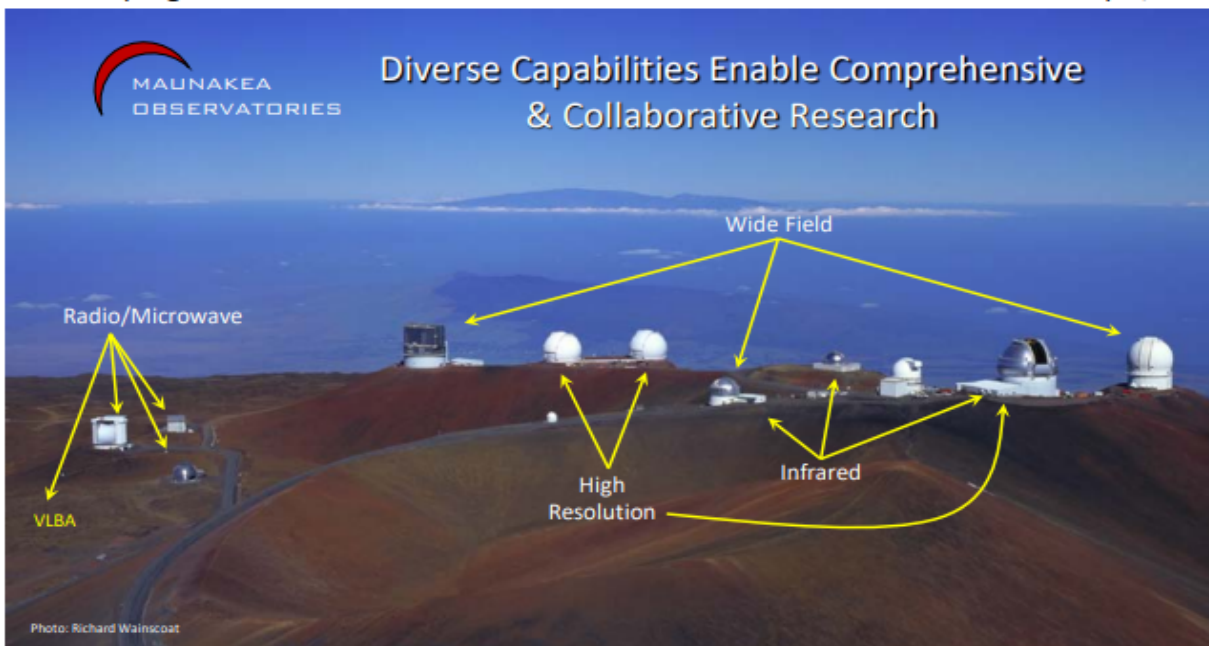 MAUNAKEA
OBSERVATORIES
Diverse Capabilities Enable Comprehensive
& Collaborative Research
Wide Field
Radio/Microwave
High
Resolution
Infrared
VLBA
Photo: Richard Wainscoat